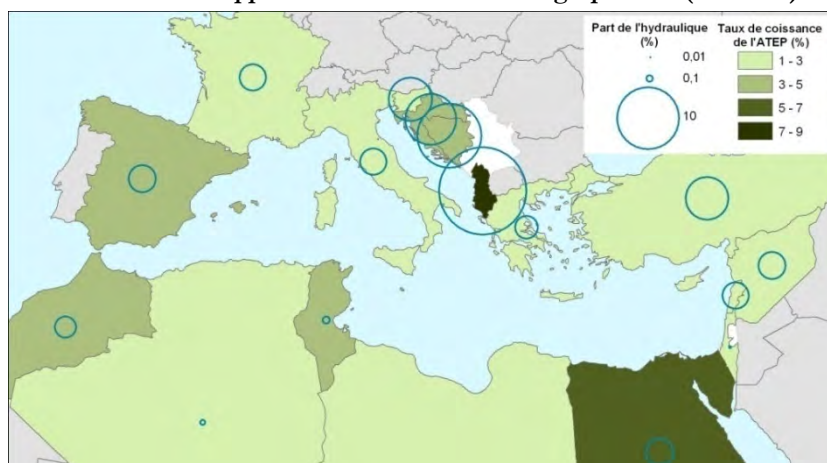 Part de l'hydraulique
(%)
0,01
0,1
10
Taux de coissance
de l'ATEP (%)
1 - 3
3 - 5
5 - 7
7 - 9